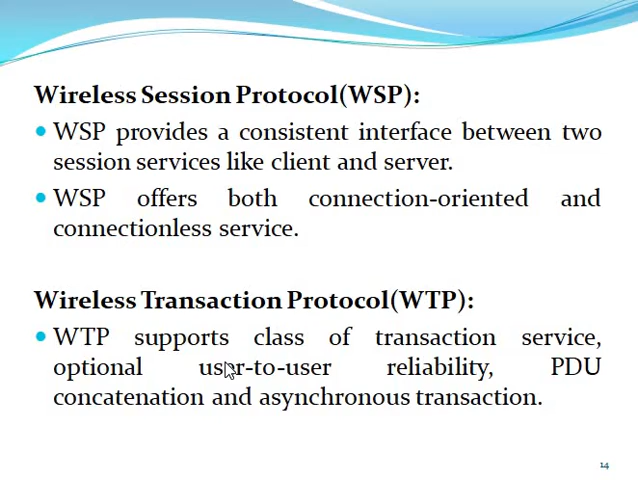 Wireless Session Protocol(WSP):
• WSP provides a consistent interface between two
session services like client and server.
• WSP offers both connection-oriented and
connectionless service.
Wireless Transaction Protocol(WTP):
• WTP supports class of transaction service,
optional user-to-user reliability, PDU
concatenation and asynchronous transaction.
14